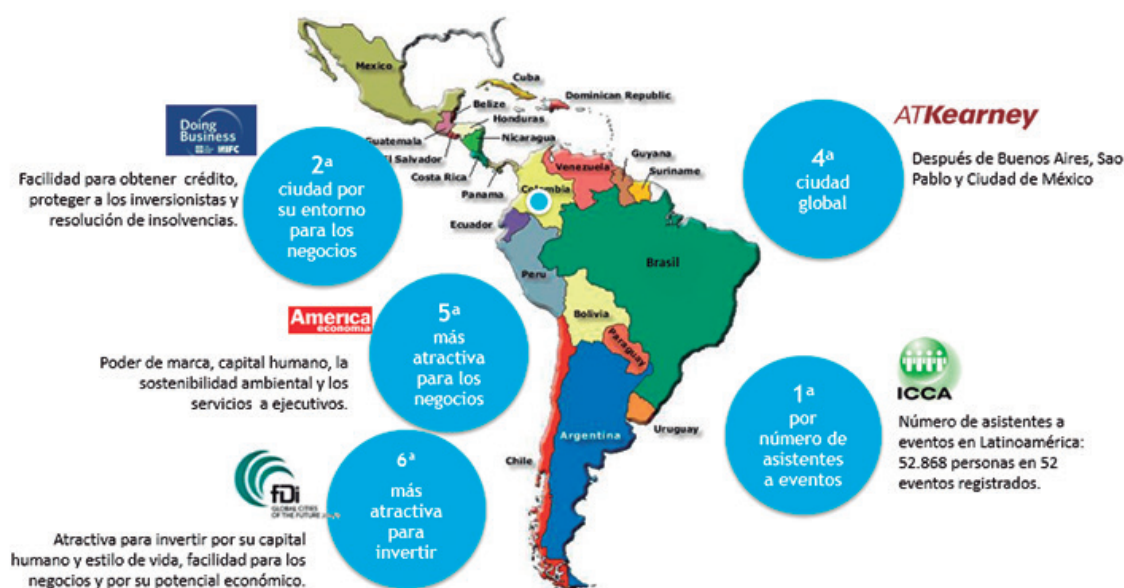 Mexico
Cuba
Dominican Republic
Belize
Honduras
Guatemala
Nicaragua
El Salvador
Costa Rica
Panama
Venezuela
Guyana
Suriname
Colombia
Ecuador
Brasil
Peru
Bolivia
Paraguay
Argentina
Uruguay
Chile
Doing
Business
IFC
2ª
ciudad por
su entorno
para los
negocios
Facilidad para obtener crédito,
proteger a los inversionistas y
resolución de insolvencias.
America
economía
5ª
más
atractiva
para los
negocios
Poder de marca, capital humano, la
sostenibilidad ambiental y los
servicios a ejecutivos.
fDi
GLOBAL CITIES
OF THE FUTURE
6ª
más
atractiva
para
invertir
Atractiva para invertir por su capital
humano y estilo de vida, facilidad para los
negocios y por su potencial económico.
4ª
ciudad
global
ATKearney
Después de Buenos Aires, Sao
Pablo y Ciudad de México
1ª
por
número de
asistentes
a eventos
ICCA
Número de asistentes a
eventos en Latinoamérica:
52.868 personas en 52
eventos registrados.